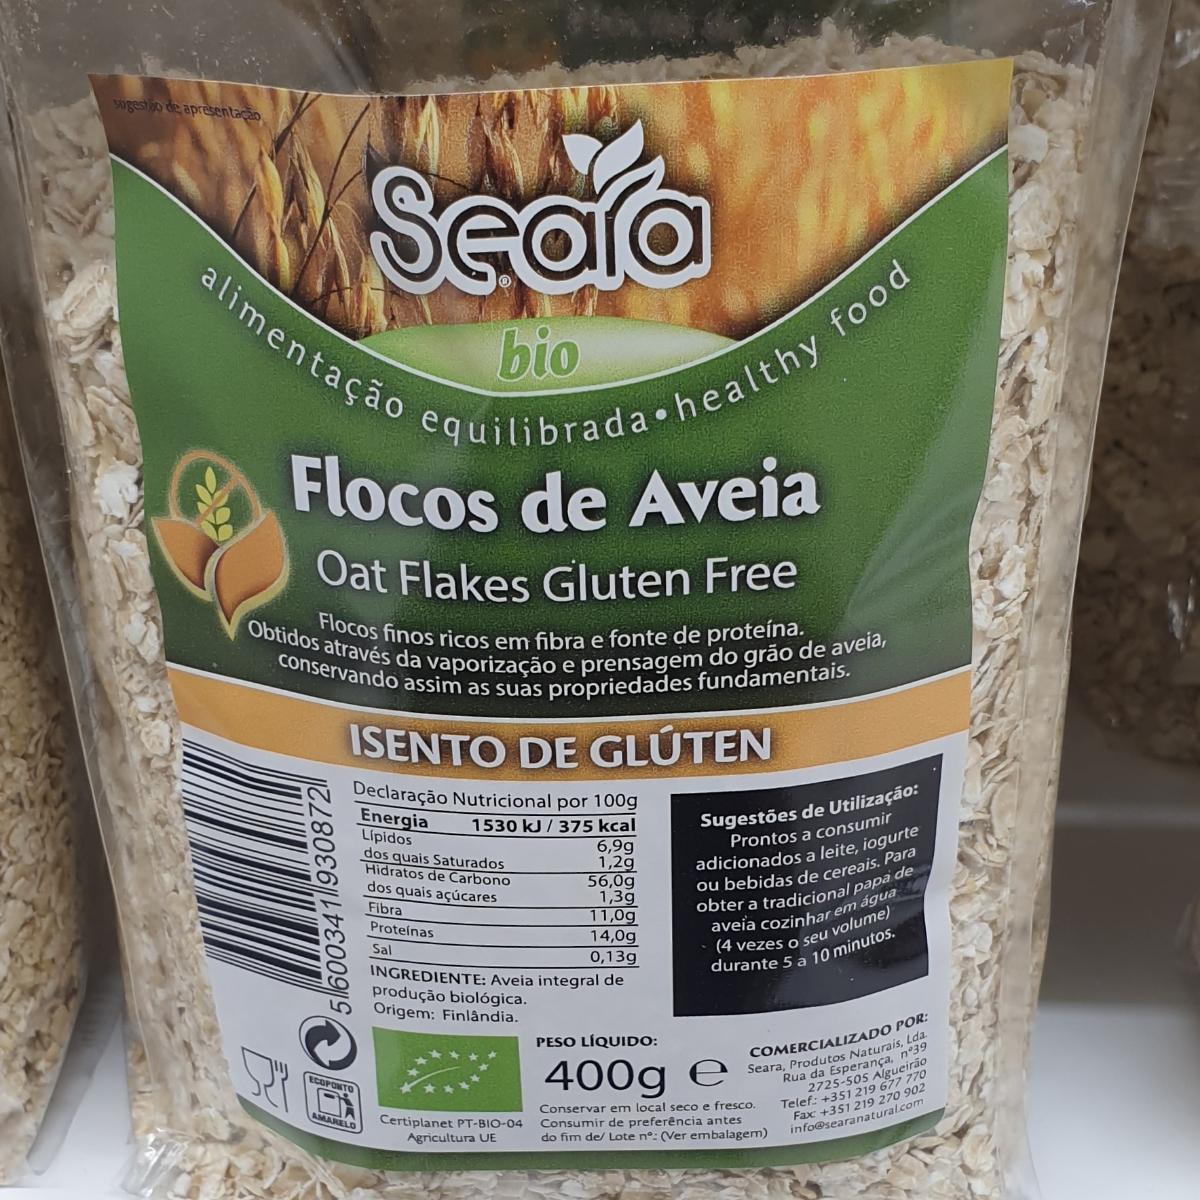 sugestão de apresentação
Seara
®
bio
alimentação equilibrada • healthy food
Flocos de Aveia
Oat Flakes Gluten Free
Flocos finos ricos em fibra e fonte de proteína.
Obtidos através da vaporização e prensagem do grão de aveia,
conservando assim as suas propriedades fundamentais.
ISENTO DE GLÚTEN
5 600341 930872
Declaração Nutricional por 100g
Energia 1530 kJ / 375 kcal
Lípidos 6,9g
dos quais Saturados 1,2g
Hidratos de Carbono 56,0g
dos quais açúcares 1,3g
Fibra 11,0g
Proteínas 14,0g
Sal 0,13g
INGREDIENTE: Aveia integral de
produção biológica.
Origem: Finlândia.
Sugestões de Utilização:
Prontos a consumir
adicionados a leite, iogurte
ou bebidas de cereais. Para
obter a tradicional papa de
aveia cozinhar em água
(4 vezes o seu volume)
durante 5 a 10 minutos.
ECOPONTO
AMARELO
Certiplanet PT-BIO-04
Agricultura UE
PESO LÍQUIDO:
400g e
Conservar em local seco e fresco.
Consumir de preferência antes
do fim de/ Lote nº: (Ver embalagem)
COMERCIALIZADO POR:
Seara, Produtos Naturais, Lda.
Rua da Esperança, nº39
2725-505 Algueirão
Telef.: +351 219 677 770
Fax: +351 219 270 902
info@searanatural.com